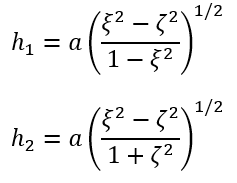 h₁ = a ((ξ² − ζ²)/(1 − ξ²))^{1/2}
h₂ = a ((ξ² − ζ²)/(1 + ζ²))^{1/2}